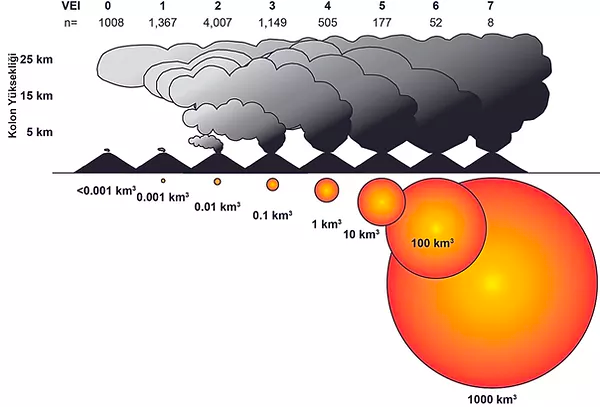 VEI 0 1 2 3 4 5 6 7
n= 1008 1,367 4,007 1,149 505 177 52 8
Kolon Yüksekliği
25 km
15 km
5 km
<0.001 km³
0.001 km³
0.01 km³
0.1 km³
1 km³
10 km³
100 km³
1000 km³